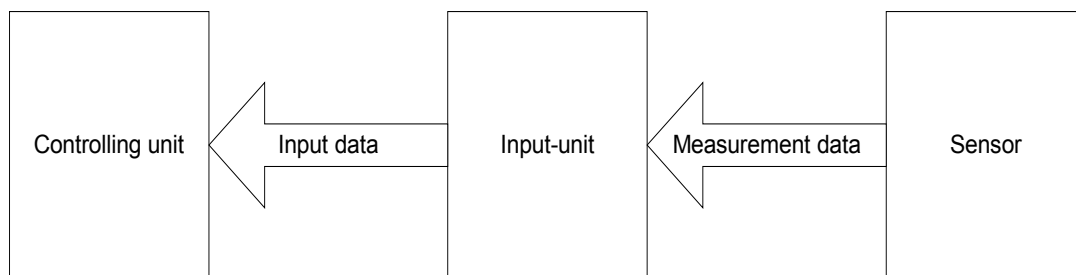 Controlling unit
Input data
Input-unit
Measurement data
Sensor